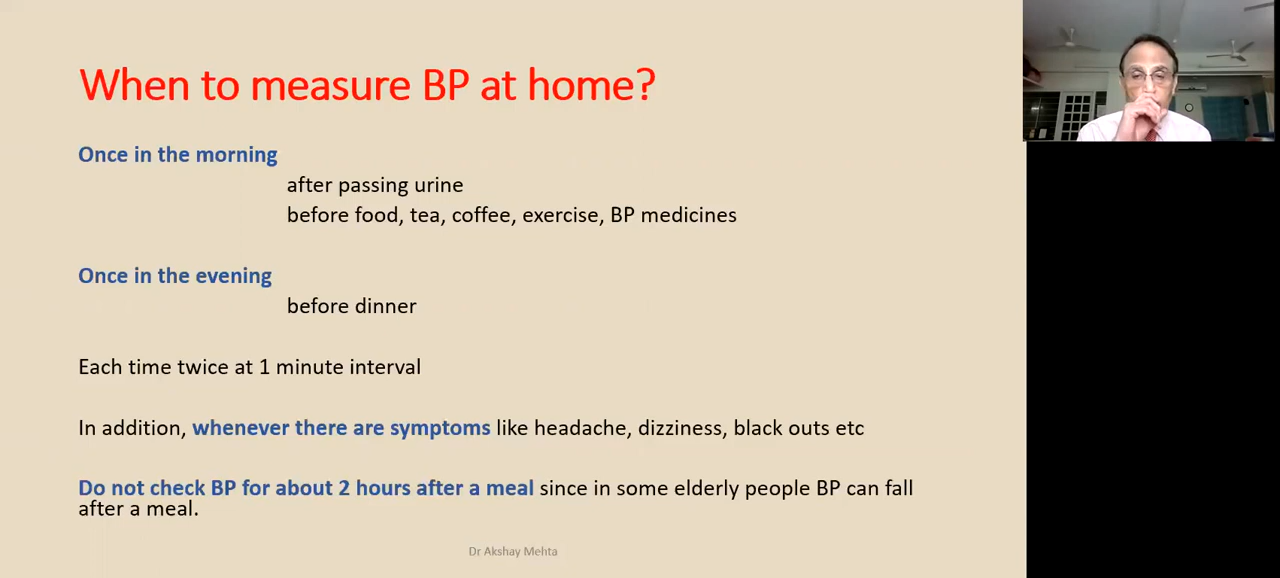 When to measure BP at home?
Once in the morning
after passing urine
before food, tea, coffee, exercise, BP medicines
Once in the evening
before dinner
Each time twice at 1 minute interval
In addition, whenever there are symptoms like headache, dizziness, black outs etc
Do not check BP for about 2 hours after a meal since in some elderly people BP can fall
after a meal.
Dr Akshay Mehta